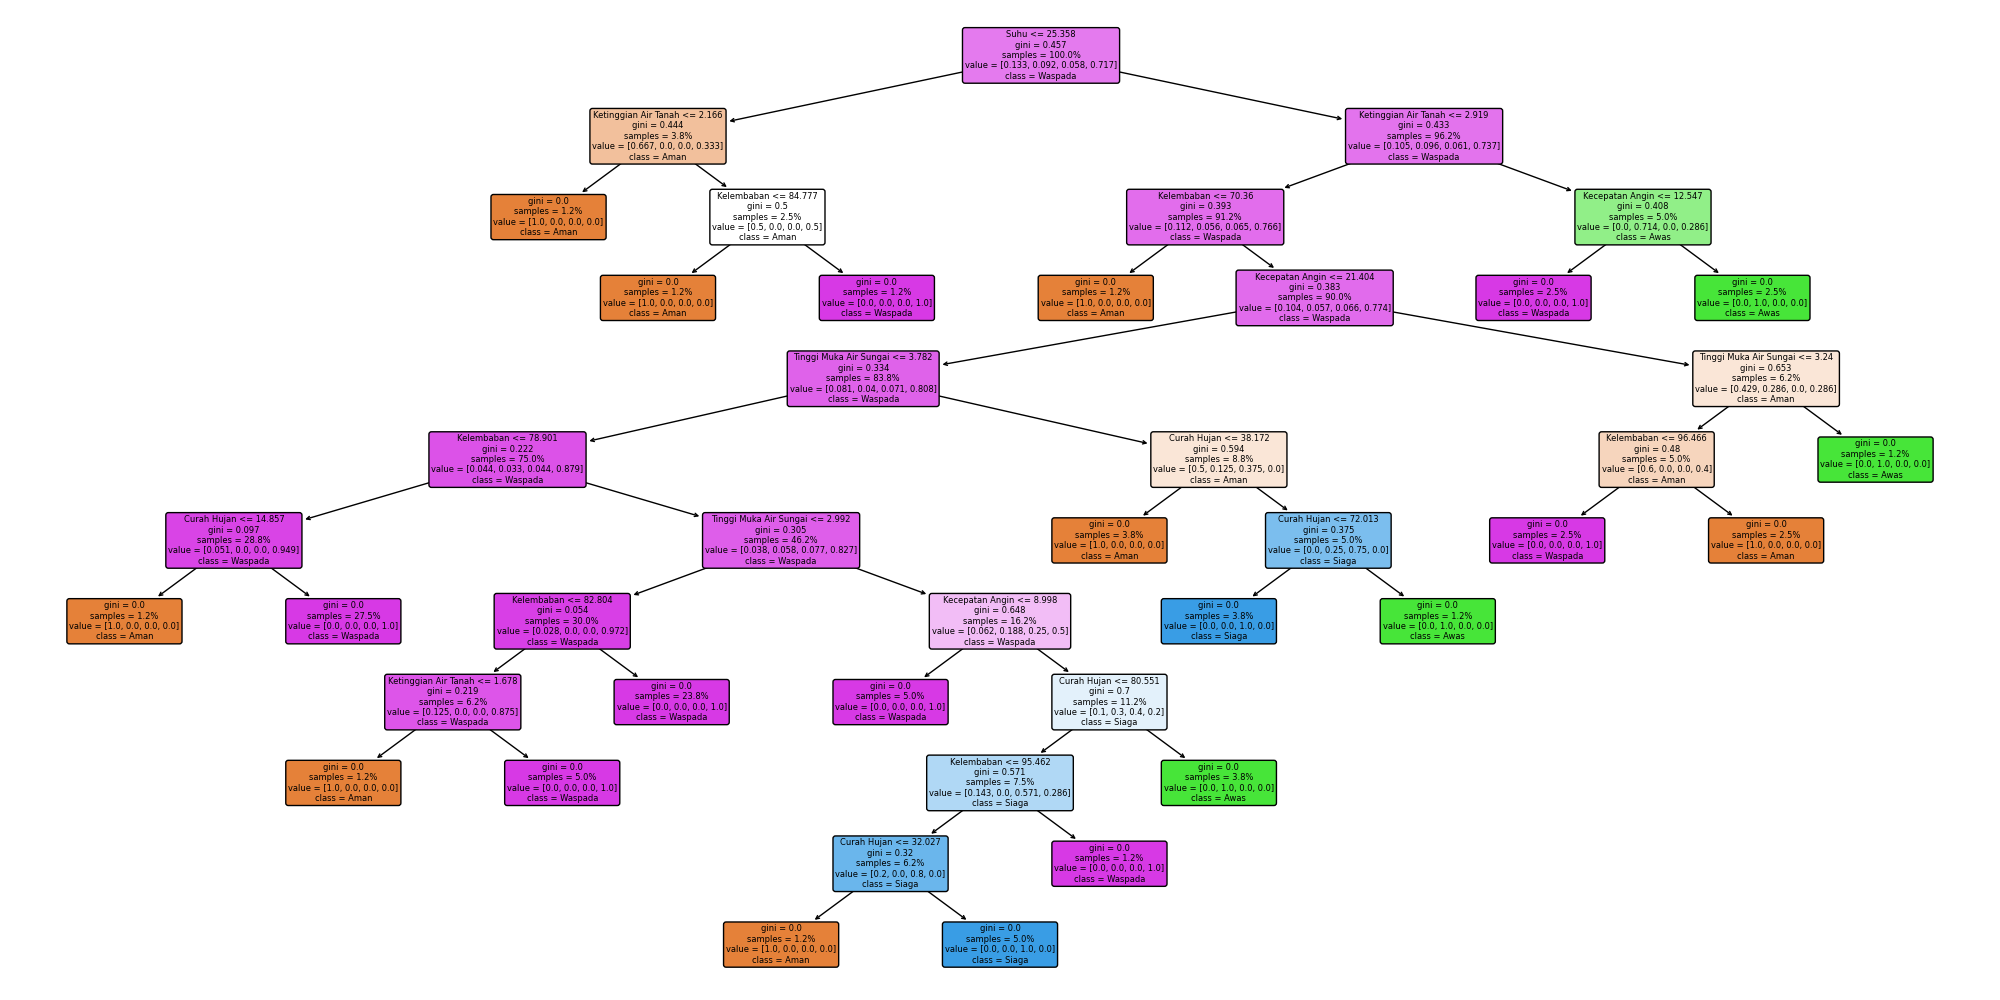 Suhu <= 25.358
gini = 0.457
samples = 100.0%
value = [0.133, 0.092, 0.058, 0.717]
class = Waspada
Ketinggian Air Tanah <= 2.166
gini = 0.444
samples = 3.8%
value = [0.667, 0.0, 0.0, 0.333]
class = Aman
Ketinggian Air Tanah <= 2.919
gini = 0.433
samples = 96.2%
value = [0.105, 0.096, 0.061, 0.737]
class = Waspada
gini = 0.0
samples = 1.2%
value = [1.0, 0.0, 0.0, 0.0]
class = Aman
Kelembaban <= 84.777
gini = 0.5
samples = 2.5%
value = [0.5, 0.0, 0.0, 0.5]
class = Aman
Kelembaban <= 70.36
gini = 0.393
samples = 91.2%
value = [0.112, 0.056, 0.065, 0.766]
class = Waspada
Kecepatan Angin <= 12.547
gini = 0.408
samples = 5.0%
value = [0.0, 0.714, 0.0, 0.286]
class = Awas
gini = 0.0
samples = 1.2%
value = [1.0, 0.0, 0.0, 0.0]
class = Aman
gini = 0.0
samples = 1.2%
value = [0.0, 0.0, 0.0, 1.0]
class = Waspada
gini = 0.0
samples = 1.2%
value = [1.0, 0.0, 0.0, 0.0]
class = Aman
Kecepatan Angin <= 21.404
gini = 0.383
samples = 90.0%
value = [0.104, 0.057, 0.066, 0.774]
class = Waspada
gini = 0.0
samples = 2.5%
value = [0.0, 0.0, 0.0, 1.0]
class = Waspada
gini = 0.0
samples = 2.5%
value = [0.0, 1.0, 0.0, 0.0]
class = Awas
Tinggi Muka Air Sungai <= 3.782
gini = 0.334
samples = 83.8%
value = [0.081, 0.04, 0.071, 0.808]
class = Waspada
Tinggi Muka Air Sungai <= 3.24
gini = 0.653
samples = 6.2%
value = [0.429, 0.286, 0.0, 0.286]
class = Aman
Kelembaban <= 78.901
gini = 0.222
samples = 75.0%
value = [0.044, 0.033, 0.044, 0.879]
class = Waspada
Curah Hujan <= 38.172
gini = 0.594
samples = 8.8%
value = [0.5, 0.125, 0.375, 0.0]
class = Aman
Kelembaban <= 96.466
gini = 0.48
samples = 5.0%
value = [0.6, 0.0, 0.0, 0.4]
class = Aman
gini = 0.0
samples = 1.2%
value = [0.0, 1.0, 0.0, 0.0]
class = Awas
Curah Hujan <= 14.857
gini = 0.097
samples = 28.8%
value = [0.051, 0.0, 0.0, 0.949]
class = Waspada
Tinggi Muka Air Sungai <= 2.992
gini = 0.305
samples = 46.2%
value = [0.038, 0.058, 0.077, 0.827]
class = Waspada
gini = 0.0
samples = 3.8%
value = [1.0, 0.0, 0.0, 0.0]
class = Aman
Curah Hujan <= 72.013
gini = 0.375
samples = 5.0%
value = [0.0, 0.25, 0.75, 0.0]
class = Siaga
gini = 0.0
samples = 2.5%
value = [0.0, 0.0, 0.0, 1.0]
class = Waspada
gini = 0.0
samples = 2.5%
value = [1.0, 0.0, 0.0, 0.0]
class = Aman
gini = 0.0
samples = 1.2%
value = [1.0, 0.0, 0.0, 0.0]
class = Aman
gini = 0.0
samples = 27.5%
value = [0.0, 0.0, 0.0, 1.0]
class = Waspada
Kelembaban <= 82.804
gini = 0.054
samples = 30.0%
value = [0.028, 0.0, 0.0, 0.972]
class = Waspada
Kecepatan Angin <= 8.998
gini = 0.648
samples = 16.2%
value = [0.062, 0.188, 0.25, 0.5]
class = Waspada
gini = 0.0
samples = 3.8%
value = [0.0, 0.0, 1.0, 0.0]
class = Siaga
gini = 0.0
samples = 1.2%
value = [0.0, 1.0, 0.0, 0.0]
class = Awas
Ketinggian Air Tanah <= 1.678
gini = 0.219
samples = 6.2%
value = [0.125, 0.0, 0.0, 0.875]
class = Waspada
gini = 0.0
samples = 23.8%
value = [0.0, 0.0, 0.0, 1.0]
class = Waspada
gini = 0.0
samples = 5.0%
value = [0.0, 0.0, 0.0, 1.0]
class = Waspada
Curah Hujan <= 80.551
gini = 0.7
samples = 11.2%
value = [0.1, 0.3, 0.4, 0.2]
class = Siaga
gini = 0.0
samples = 1.2%
value = [1.0, 0.0, 0.0, 0.0]
class = Aman
gini = 0.0
samples = 5.0%
value = [0.0, 0.0, 0.0, 1.0]
class = Waspada
Kelembaban <= 95.462
gini = 0.571
samples = 7.5%
value = [0.143, 0.0, 0.571, 0.286]
class = Siaga
gini = 0.0
samples = 3.8%
value = [0.0, 1.0, 0.0, 0.0]
class = Awas
Curah Hujan <= 32.027
gini = 0.32
samples = 6.2%
value = [0.2, 0.0, 0.8, 0.0]
class = Siaga
gini = 0.0
samples = 1.2%
value = [0.0, 0.0, 0.0, 1.0]
class = Waspada
gini = 0.0
samples = 1.2%
value = [1.0, 0.0, 0.0, 0.0]
class = Aman
gini = 0.0
samples = 5.0%
value = [0.0, 0.0, 1.0, 0.0]
class = Siaga